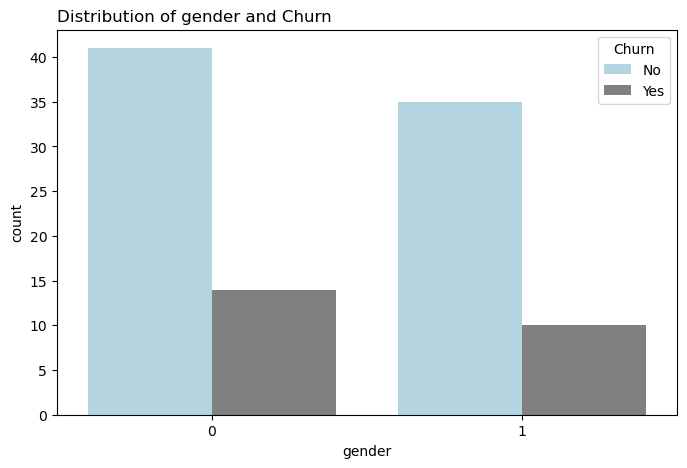 Distribution of gender and Churn
Churn
No
Yes
count
40
35
30
25
20
15
10
5
0
0
1
gender